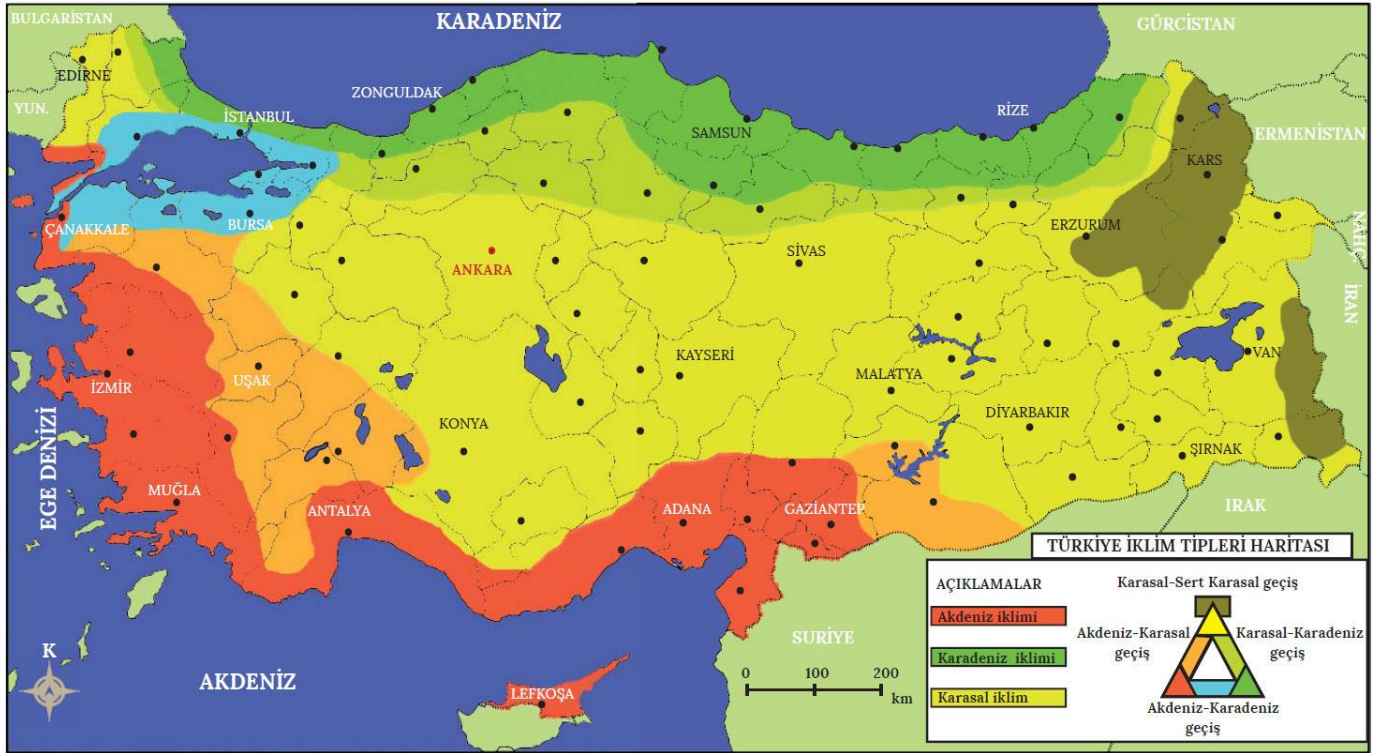 BULGARİSTAN
KARADENİZ
GÜRCİSTAN
EDİRNE
ZONGULDAK
YUN.
İSTANBUL
SAMSUN
RİZE
ERMENİSTAN
KARS
ÇANAKKALE
BURSA
ERZURUM
NAHÇ.
SİVAS
ANKARA
İRAN
KAYSERİ
VAN
UŞAK
İZMİR
MALATYA
DİYARBAKIR
KONYA
ŞIRNAK
EGE DENİZİ
MUĞLA
ANTALYA
ADANA
GAZİANTEP
IRAK
TÜRKİYE İKLİM TİPLERİ HARİTASI
AÇIKLAMALAR
Karasal-Sert Karasal geçiş
Akdeniz iklimi
Akdeniz-Karasal
geçiş
Karasal-Karadeniz
geçiş
Karadeniz iklimi
Karasal iklim
Akdeniz-Karadeniz
geçiş
SURİYE
K
AKDENİZ
LEFKOŞA
0 100 200
km